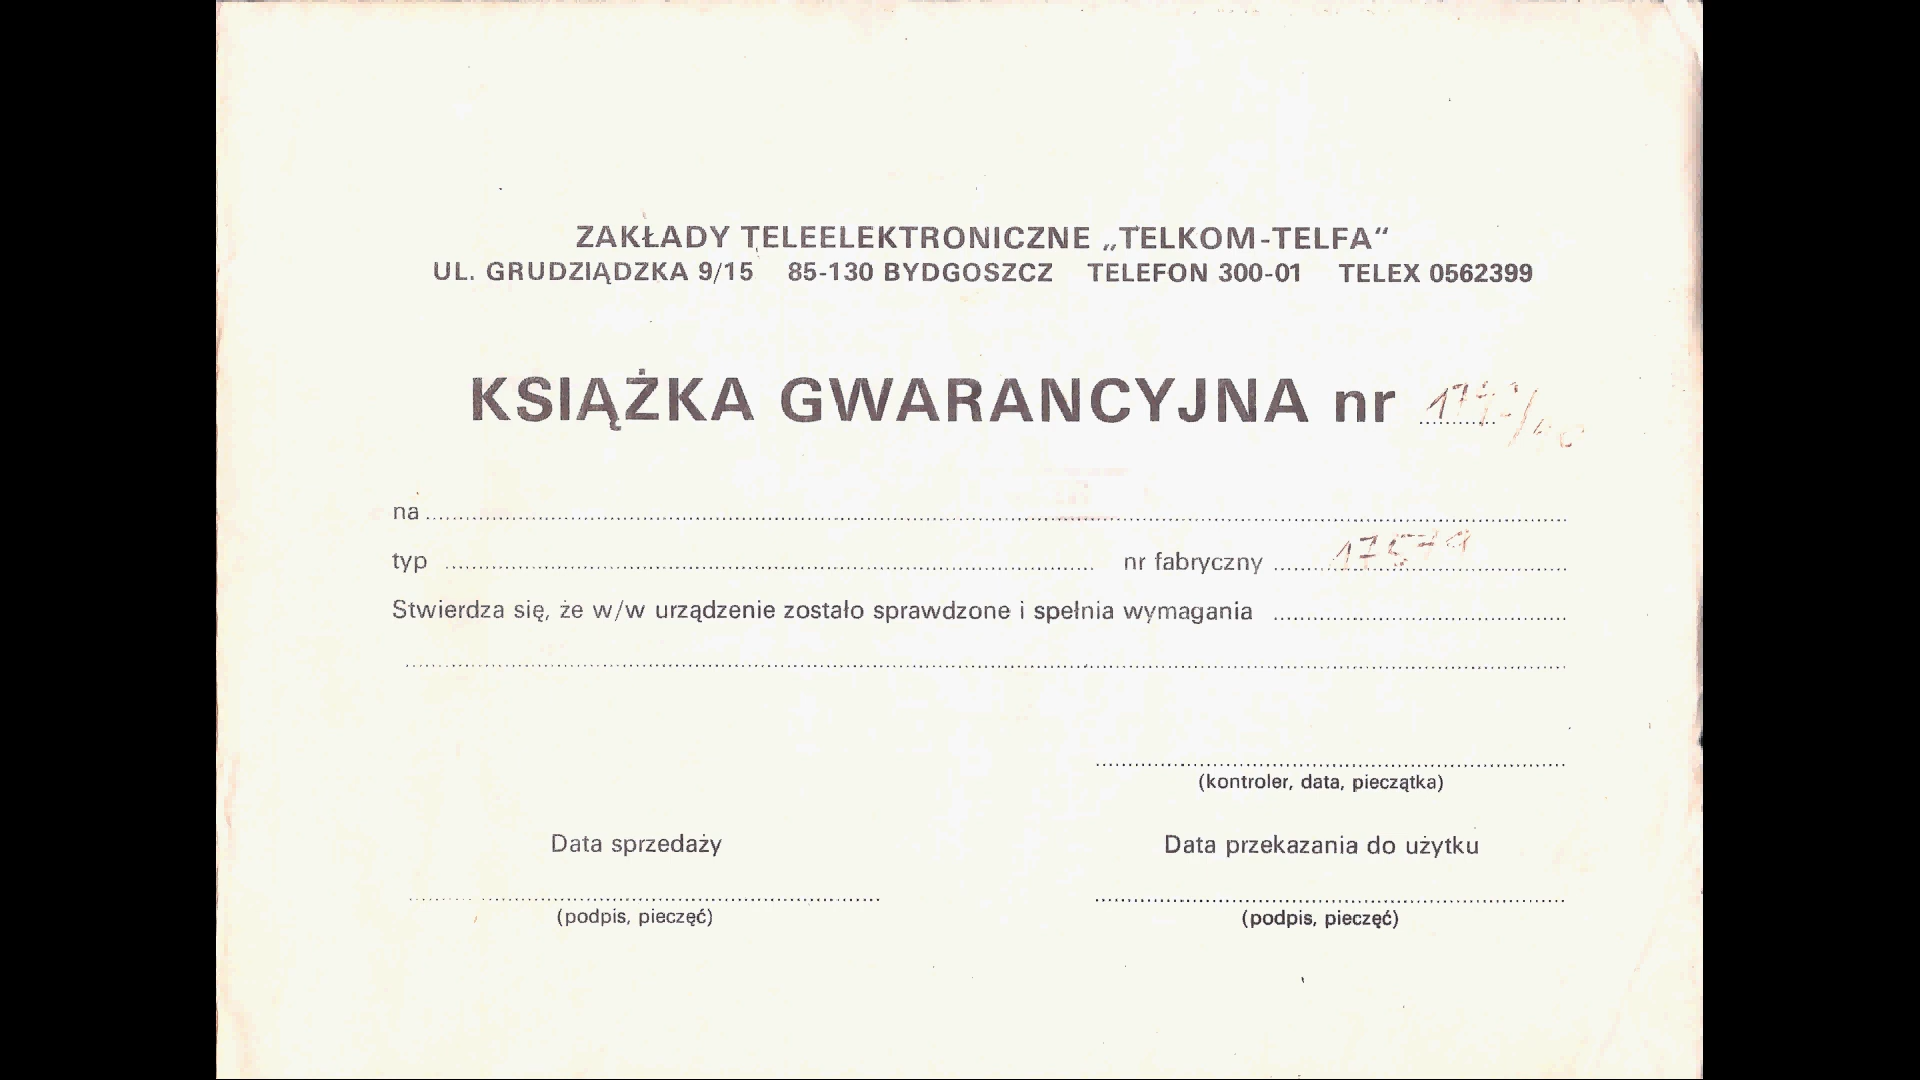 ZAKŁADY TELEELEKTRONICZNE „TELKOM-TELFA“
UL. GRUDZIĄDZKA 9/15 85-130 BYDGOSZCZ TELEFON 300-01 TELEX 0562399
KSIĄŻKA GWARANCYJNA nr
na
typ nr fabryczny
Stwierdza się, że w/w urządzenie zostało sprawdzone i spełnia wymagania
(kontroler, data, pieczątka)
Data sprzedaży Data przekazania do użytku
(podpis, pieczęć) (podpis, pieczęć)